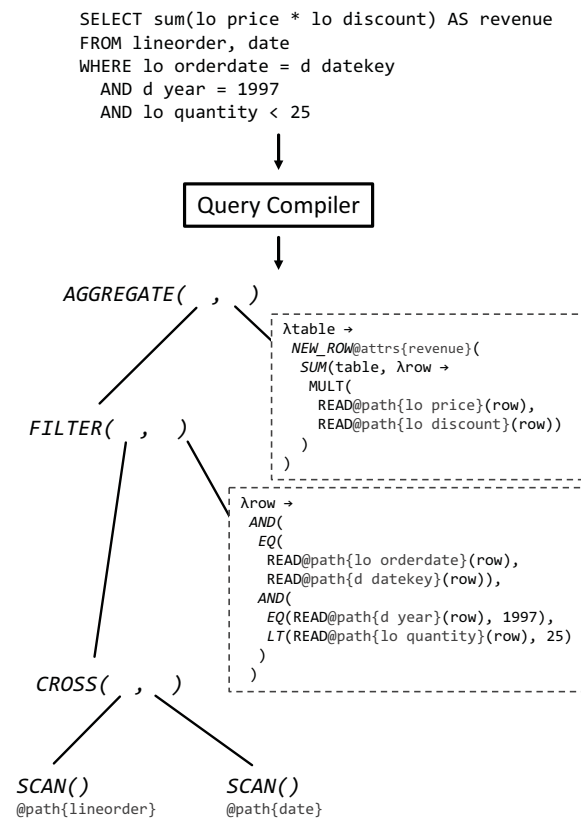 SELECT sum(lo price * lo discount) AS revenue
FROM lineorder, date
WHERE lo orderdate = d datekey
AND d year = 1997
AND lo quantity < 25
Query Compiler
AGGREGATE( , )
λtable →
NEW_ROW@attrs{revenue}(
SUM(table, λrow →
MULT(
READ@path{lo price}(row),
READ@path{lo discount}(row))
)
)
FILTER( , )
λrow →
AND(
EQ(
READ@path{lo orderdate}(row),
READ@path{d datekey}(row)),
AND(
EQ(READ@path{d year}(row), 1997),
LT(READ@path{lo quantity}(row), 25)
)
)
CROSS( , )
SCAN() SCAN()
@path{lineorder} @path{date}